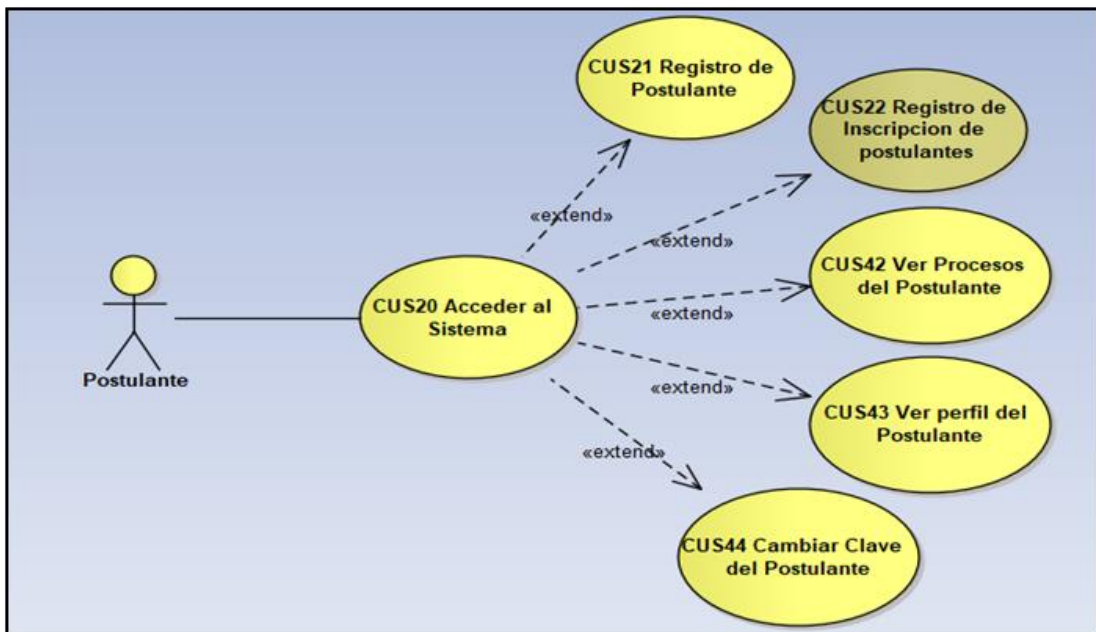 CUS21 Registro de
Postulante
CUS22 Registro de
Inscripcion de
postulantes
«extend»
«extend»
CUS42 Ver Procesos
del Postulante
CUS20 Acceder al
Sistema
«extend»
Postulante
«extend»
CUS43 Ver perfil del
Postulante
«extend»
CUS44 Cambiar Clave
del Postulante